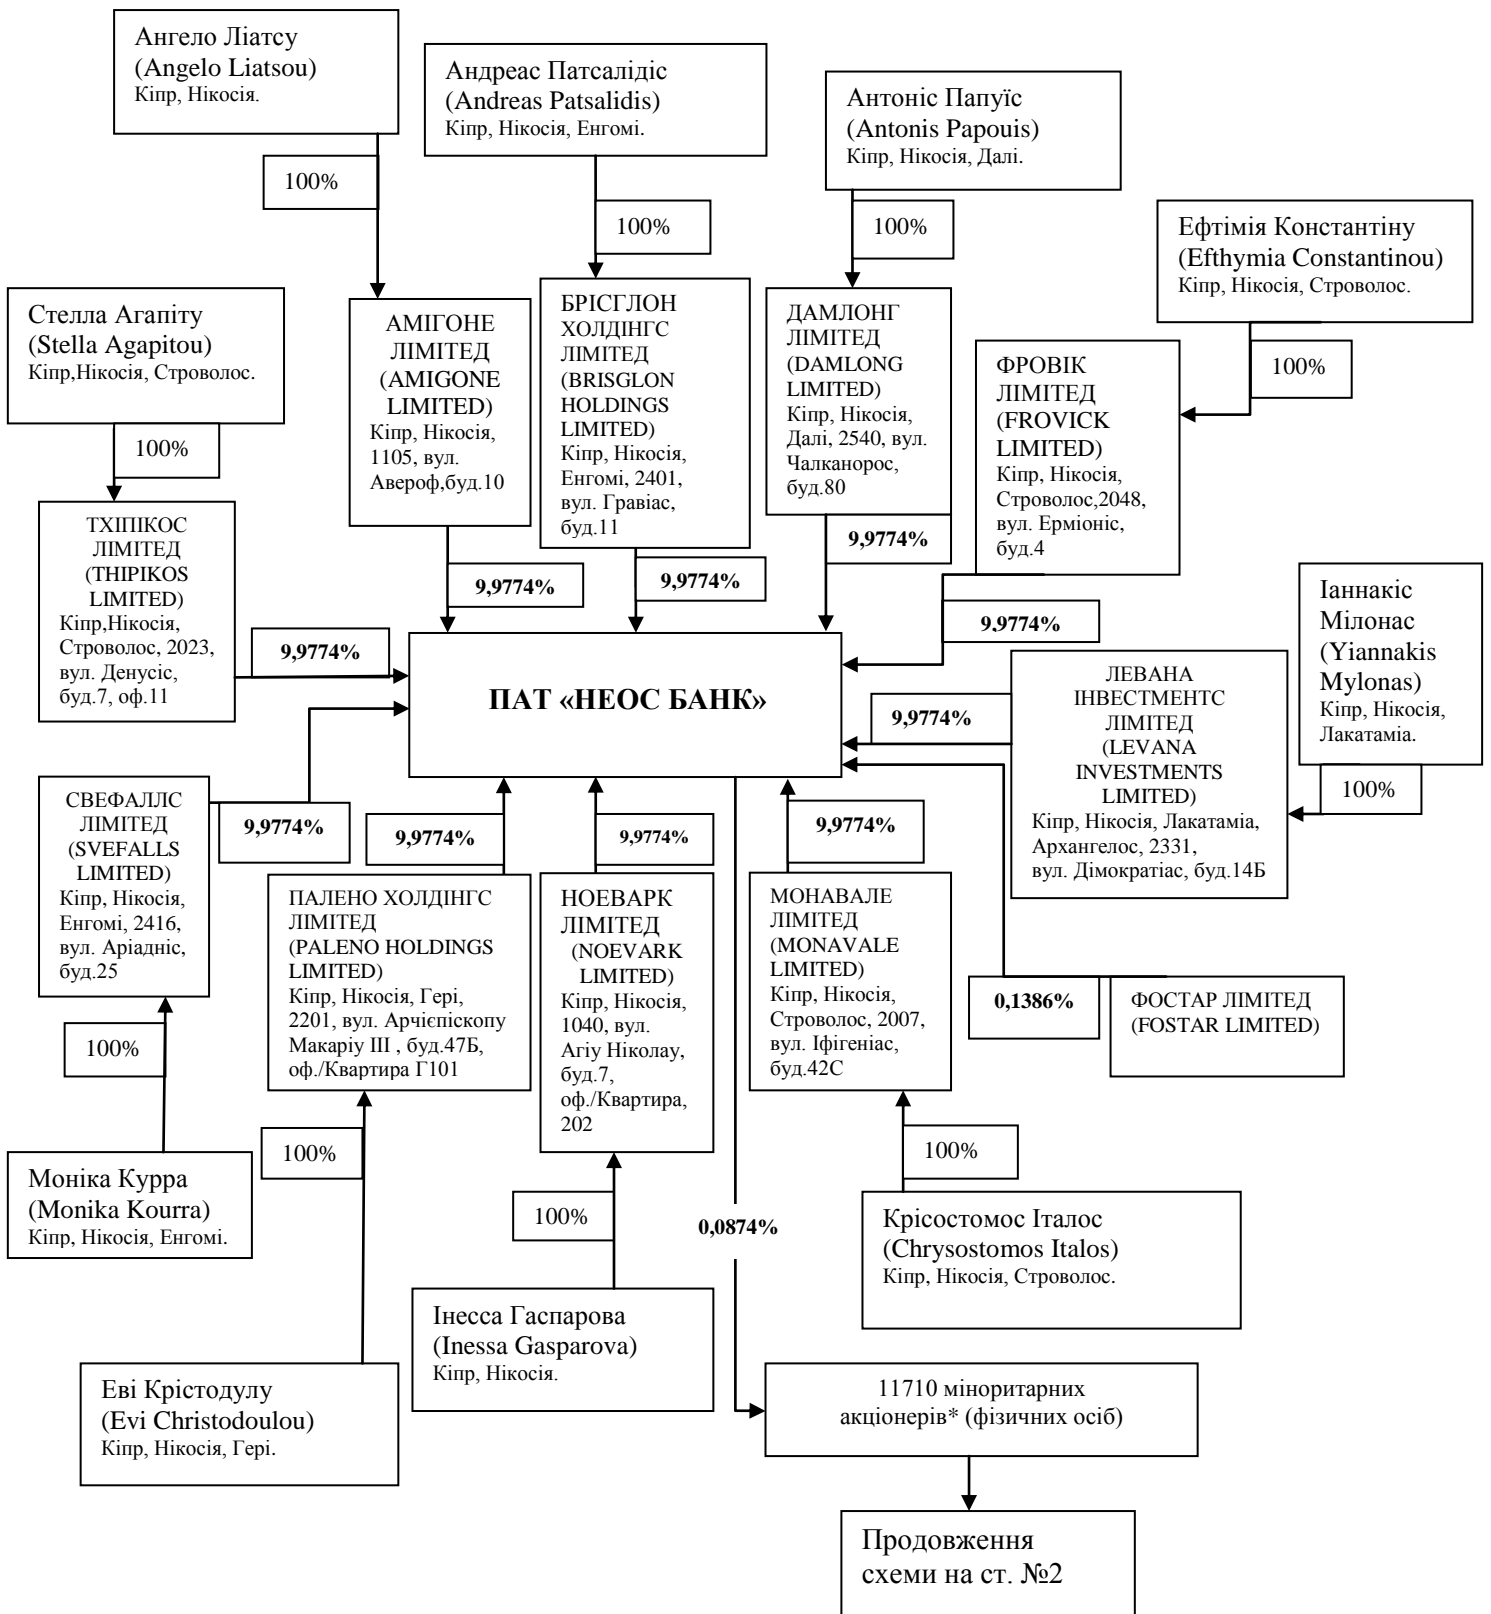 Ангело Ліатсу
(Angelo Liatsou)
Кіпр, Нікосія.
Андреас Патсалідіс
(Andreas Patsalidis)
Кіпр, Нікосія, Енгомі.
Антоніс Папуїс
(Antonis Papouis)
Кіпр, Нікосія, Далі.
Ефтімія Константіну
(Efthymia Constantinou)
Кіпр, Нікосія, Строволос.
100%
100%
100%
100%
Стелла Агапіту
(Stella Agapitou)
Кіпр,Нікосія, Строволос.
100%
АМІГОНЕ
ЛІМІТЕД
(AMIGONE
LIMITED)
Кіпр, Нікосія,
1105, вул.
Авероф,буд.10
БРІСГЛОН
ХОЛДІНГС
ЛІМІТЕД
(BRISGLON
HOLDINGS
LIMITED)
Кіпр, Нікосія,
Енгомі, 2401,
вул. Гравіас,
буд.11
ДАМЛОНГ
ЛІМІТЕД
(DAMLONG
LIMITED)
Кіпр, Нікосія,
Далі, 2540, вул.
Чалканорос,
буд.80
ФРОВІК
ЛІМІТЕД
(FROVICK
LIMITED)
Кіпр, Нікосія,
Строволос,2048,
вул. Ерміоніс,
буд.4
ТХІПІКОС
ЛІМІТЕД
(THIPIKOS
LIMITED)
Кіпр,Нікосія,
Строволос, 2023,
вул. Денусіс,
буд.7, оф.11
9,9774%
9,9774%
9,9774%
9,9774%
9,9774%
Іаннакіс
Мілонас
(Yiannakis
Mylonas)
Кіпр, Нікосія,
Лакатаміа.
100%
ПАТ «НЕОС БАНК»
9,9774%
ЛЕВАНА
ІНВЕСТМЕНТС
ЛІМІТЕД
(LEVANA
INVESTMENTS
LIMITED)
Кіпр, Нікосія, Лакатаміа,
Архангелос, 2331,
вул. Дімократіас, буд.14Б
СВЕФАЛЛС
ЛІМІТЕД
(SVEFALLS
LIMITED)
Кіпр, Нікосія,
Енгомі, 2416,
вул. Аріадніс,
буд.25
9,9774%
9,9774%
9,9774%
9,9774%
ПАЛЕНО ХОЛДІНГС
ЛІМІТЕД
(PALENO HOLDINGS
LIMITED)
Кіпр, Нікосія, Гері,
2201, вул. Арчієпіскопу
Макаріу ІІІ , буд.47Б,
оф./Квартира Г101
НОЕВАРК
ЛІМІТЕД
(NOEVARK
LIMITED)
Кіпр, Нікосія,
1040, вул.
Агіу Ніколау,
буд.7,
оф./Квартира,
202
МОНАВАЛЕ
ЛІМІТЕД
(MONAVALE
LIMITED)
Кіпр, Нікосія,
Строволос, 2007,
вул. Іфігеніас,
буд.42С
0,1386%
ФОСТАР ЛІМІТЕД
(FOSTAR LIMITED)
100%
100%
100%
100%
Моніка Курра
(Monika Kourra)
Кіпр, Нікосія, Енгомі.
0,0874%
Крісостомос Італос
(Chrysostomos Italos)
Кіпр, Нікосія, Строволос.
Інесса Гаспарова
(Inessa Gasparova)
Кіпр, Нікосія.
Еві Крістодулу
(Evi Christodoulou)
Кіпр, Нікосія, Гері.
11710 міноритарних
акціонерів* (фізичних осіб)
Продовження
схеми на ст. №2